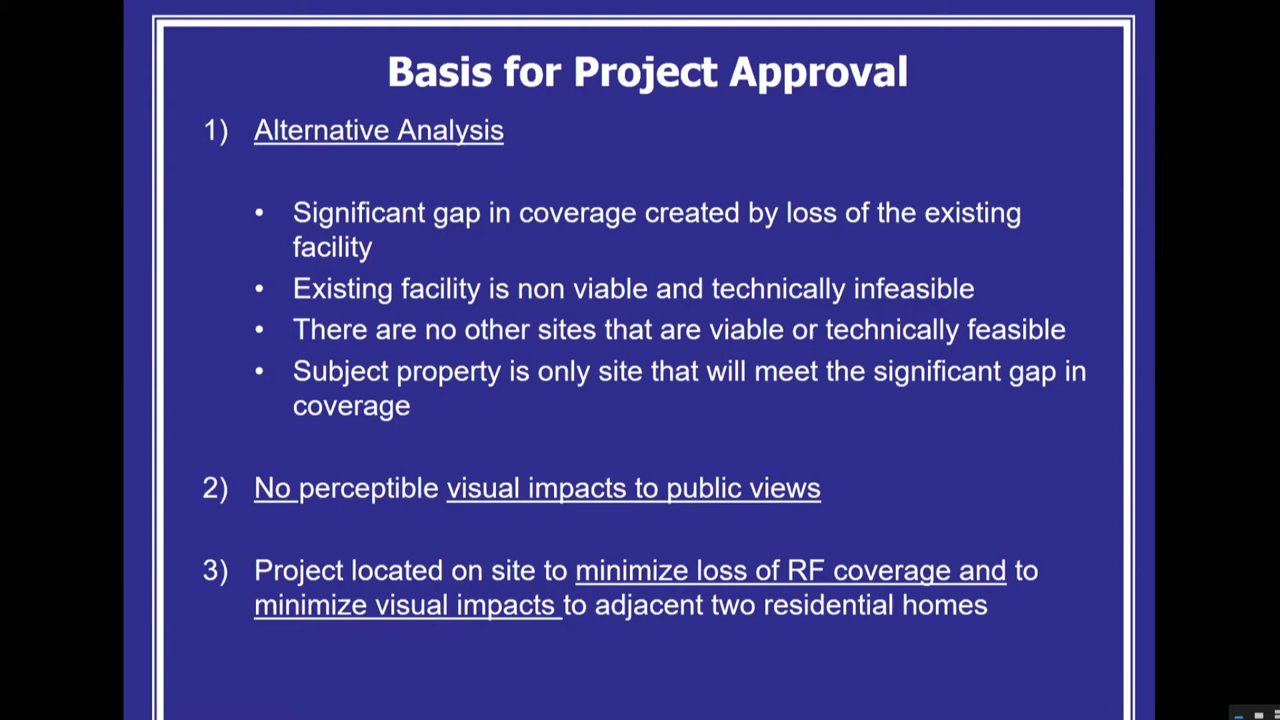 Basis for Project Approval
1) Alternative Analysis
• Significant gap in coverage created by loss of the existing
facility
• Existing facility is non viable and technically infeasible
• There are no other sites that are viable or technically feasible
• Subject property is only site that will meet the significant gap in
coverage
2) No perceptible visual impacts to public views
3) Project located on site to minimize loss of RF coverage and to
minimize visual impacts to adjacent two residential homes